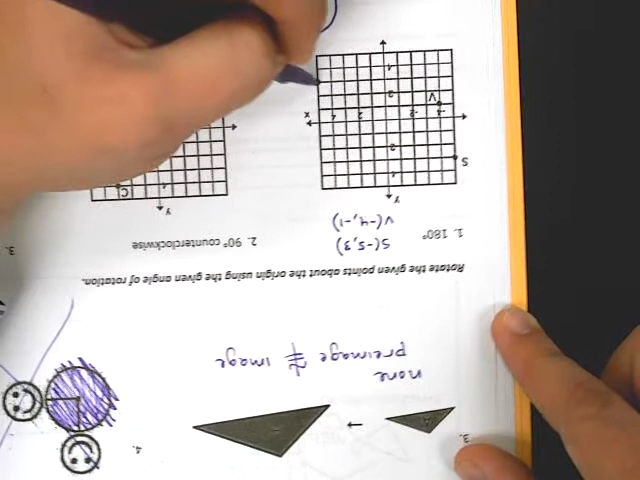 3.
4.
none
preimage ≠ image
Rotate the given points about the origin using the given angle of rotation.
1. 180°
S(-5,3)
V(-4,-1)
2. 90° counterclockwise
3.
y
S
V
x
y
C